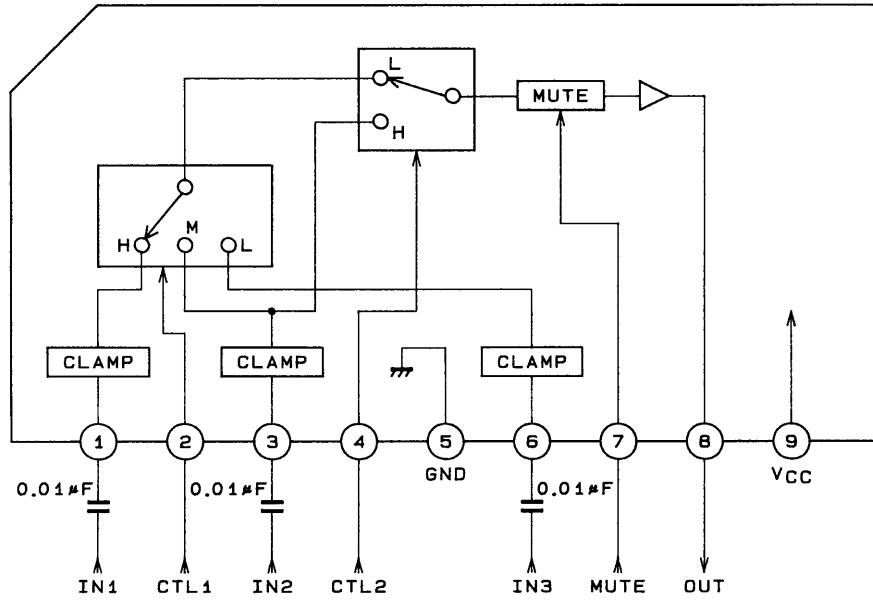 L
MUTE
H
M
H L
CLAMP CLAMP CLAMP
1 2 3 4 5 6 7 8 9
GND VCC
0.01μF 0.01μF 0.01μF
IN1 CTL1 IN2 CTL2 IN3 MUTE OUT